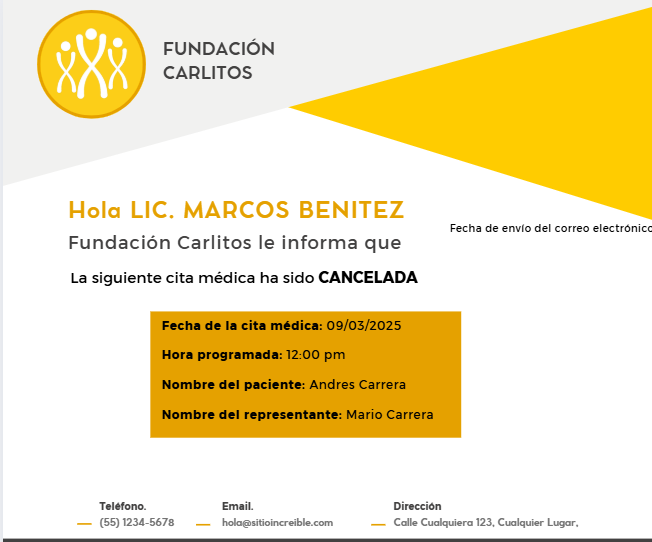 FUNDACIÓN
CARLITOS
Hola LIC. MARCOS BENITEZ
Fecha de envío del correo electrónico
Fundación Carlitos le informa que
La siguiente cita médica ha sido CANCELADA
Fecha de la cita médica: 09/03/2025
Hora programada: 12:00 pm
Nombre del paciente: Andres Carrera
Nombre del representante: Mario Carrera
Teléfono. Email. Dirección
(55) 1234-5678 hola@sitioincreible.com Calle Cualquiera 123, Cualquier Lugar,